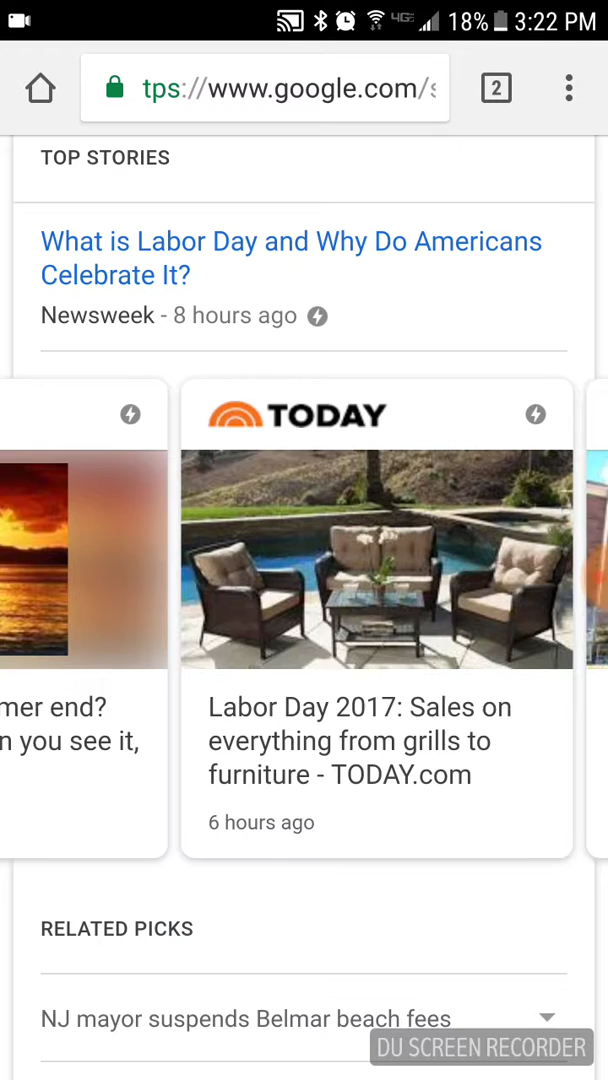 4G 18% 3:22 PM
tps://www.google.com/s 2
TOP STORIES
What is Labor Day and Why Do Americans
Celebrate It?
Newsweek - 8 hours ago
TODAY
mer end?
n you see it,
Labor Day 2017: Sales on
everything from grills to
furniture - TODAY.com
6 hours ago
RELATED PICKS
NJ mayor suspends Belmar beach fees
DU SCREEN RECORDER